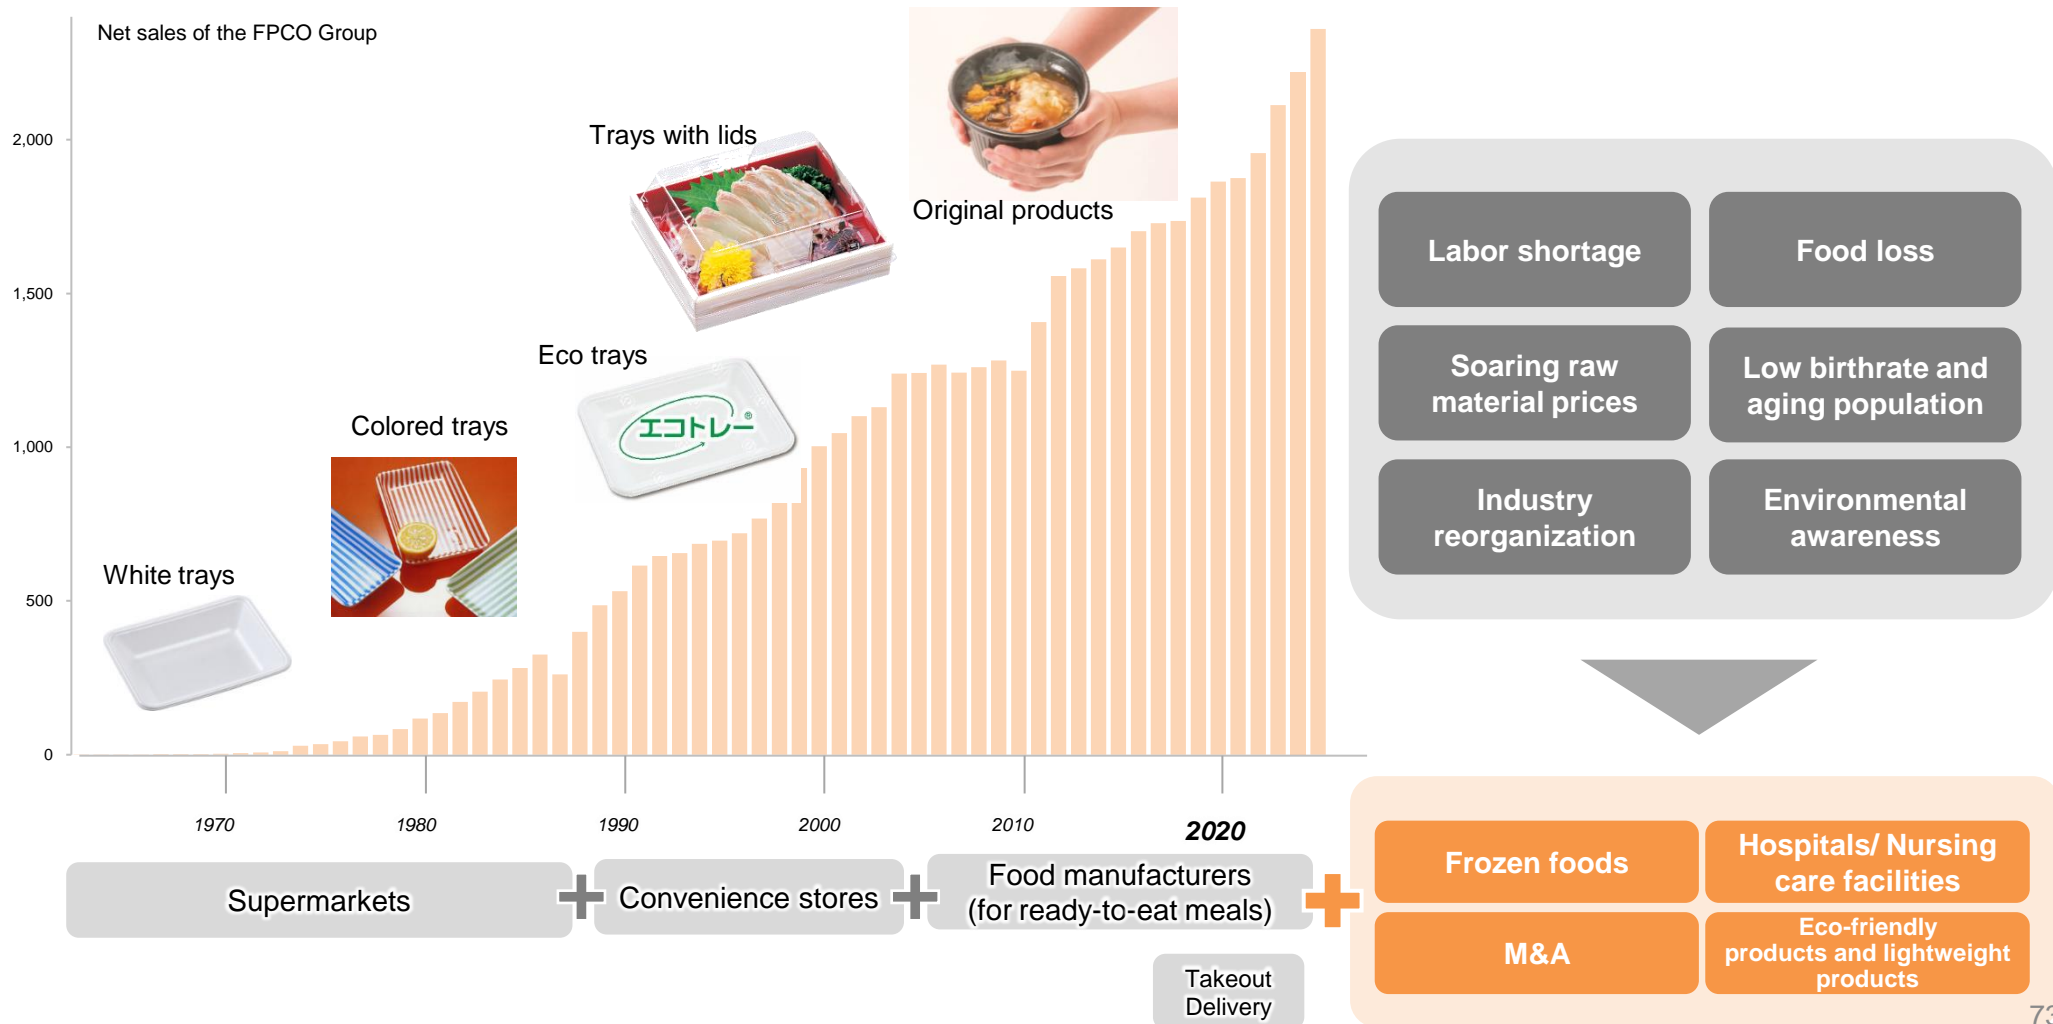 Net sales of the FPCO Group
2,000
1,500
1,000
500
0
White trays
Colored trays
Eco trays
エコトレー®
Trays with lids
Original products
1970
1980
1990
2000
2010
2020
Supermarkets
Convenience stores
Food manufacturers
(for ready-to-eat meals)
Takeout
Delivery
Labor shortage
Food loss
Soaring raw
material prices
Low birthrate and
aging population
Industry
reorganization
Environmental
awareness
Frozen foods
Hospitals/ Nursing
care facilities
M&A
Eco-friendly
products and lightweight
products
73